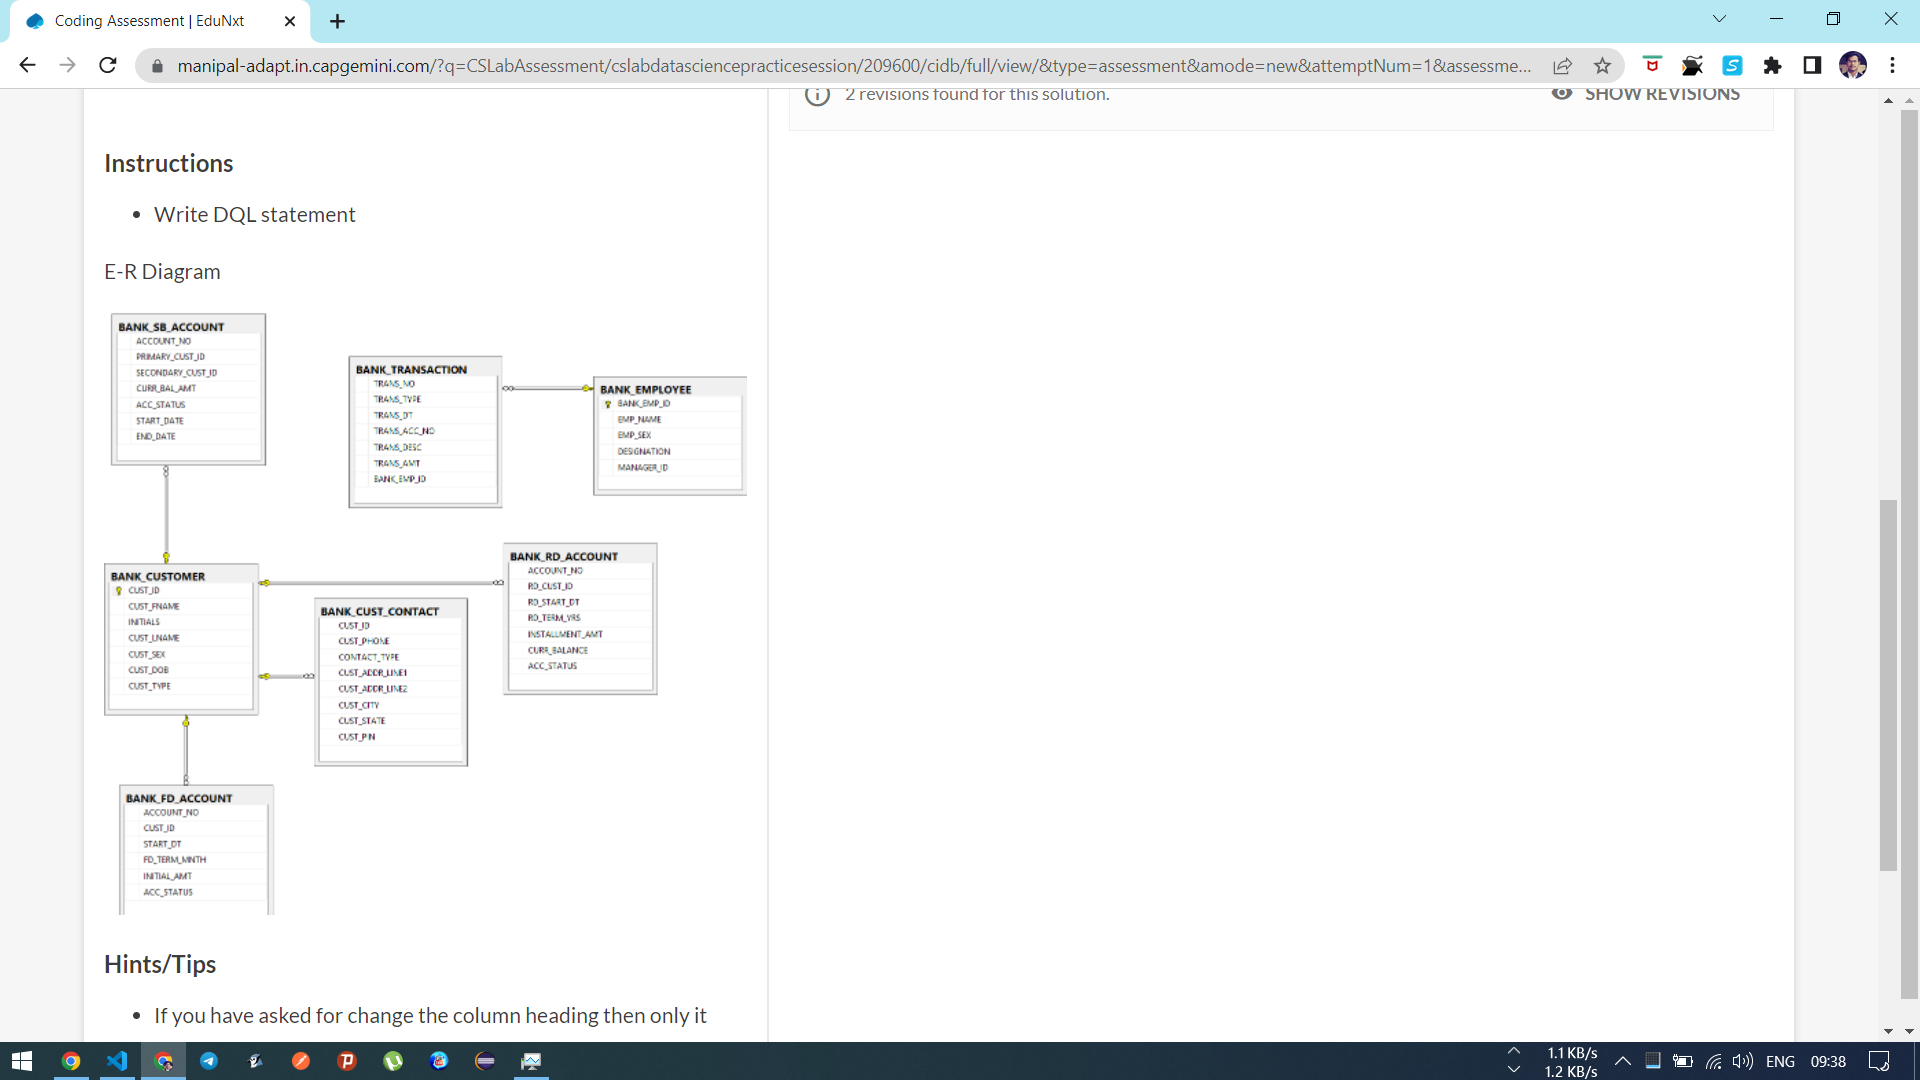 Coding Assessment | EduNxt
manipal-adapt.in.capgemini.com/?q=CSLabAssessment/cslabdatasciencepracticesession/209600/cidb/full/view/&type=assessment&amode=new&attemptNum=1&assessme...
2 revisions found for this solution.
SHOW REVISIONS
Instructions
• Write DQL statement
E-R Diagram
BANK_SB_ACCOUNT
ACCOUNT_NO
PRIMARY_CUST_ID
SECONDARY_CUST_ID
CURR_BAL_AMT
ACC_STATUS
START_DATE
END_DATE
BANK_TRANSACTION
TRANS_NO
TRANS_TYPE
TRANS_DT
TRANS_ACC_NO
TRANS_DESC
TRANS_AMT
BANK_EMP_ID
BANK_EMPLOYEE
BANK_EMP_ID
EMP_NAME
EMP_SEX
DESIGNATION
MANAGER_ID
BANK_CUSTOMER
CUST_ID
CUST_FNAME
INITIALS
CUST_LNAME
CUST_SEX
CUST_DOB
CUST_TYPE
BANK_CUST_CONTACT
CUST_ID
CUST_PHONE
CONTACT_TYPE
CUST_ADDR_LINE1
CUST_ADDR_LINE2
CUST_CITY
CUST_STATE
CUST_PIN
BANK_RD_ACCOUNT
ACCOUNT_NO
RD_CUST_ID
RD_START_DT
RD_TERM_YRS
INSTALLMENT_AMT
CURR_BALANCE
ACC_STATUS
BANK_FD_ACCOUNT
ACCOUNT_NO
CUST_ID
START_DT
FD_TERM_MNTH
INITIAL_AMT
ACC_STATUS
Hints/Tips
• If you have asked for change the column heading then only it
1.1 KB/s
1.2 KB/s
ENG
09:38